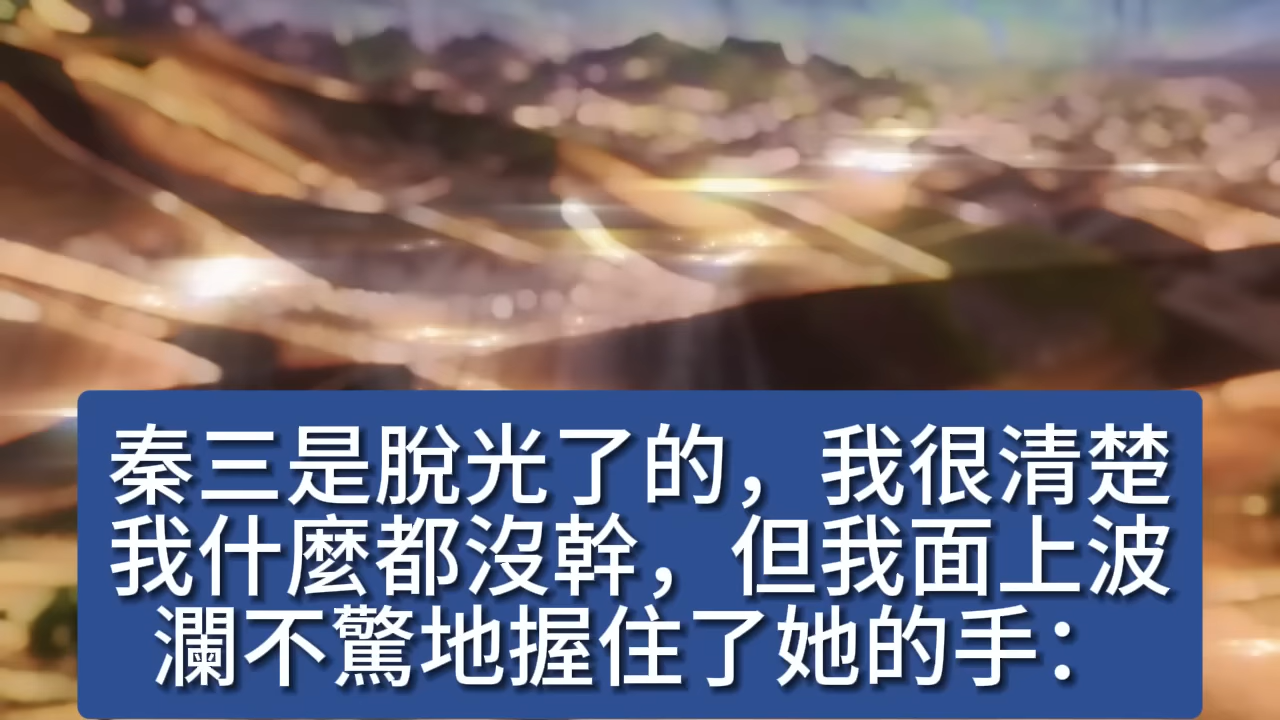 秦三是脫光了的，我很清楚
我什麼都沒幹，但我面上波
瀾不驚地握住了她的手：